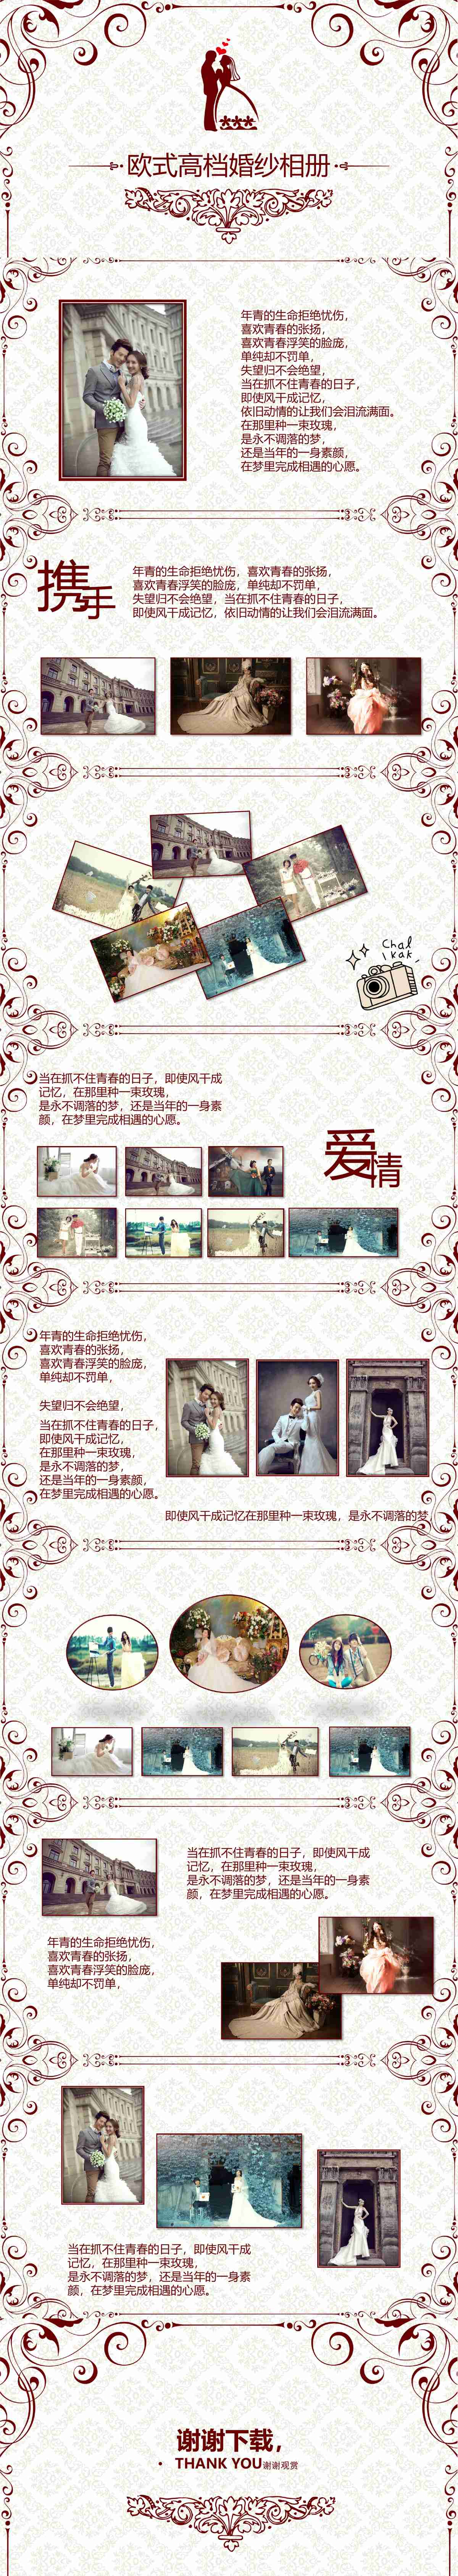 欧式高档婚纱相册
年青的生命拒绝忧伤，
喜欢青春的张扬，
喜欢青春浮笑的脸庞，
单纯却不罚单，
失望归不会绝望，
当在抓不住青春的日子，
即使风干成记忆，
依旧动情的让我们会泪流满面。
在那里种一束玫瑰，
是永不调落的梦，
还是当年的一身素颜，
在梦里完成相遇的心愿。
携手
年青的生命拒绝忧伤，喜欢青春的张扬，
喜欢青春浮笑的脸庞，单纯却不罚单，
失望归不会绝望，当在抓不住青春的日子，
即使风干成记忆，依旧动情的让我们会泪流满面。
Chal
kak
当在抓不住青春的日子，即使风干成
记忆，在那里种一束玫瑰，
是永不调落的梦，还是当年的一身素
颜，在梦里完成相遇的心愿。
爱情
年青的生命拒绝忧伤，
喜欢青春的张扬，
喜欢青春浮笑的脸庞，
单纯却不罚单，
失望归不会绝望，
当在抓不住青春的日子，
即使风干成记忆，
在那里种一束玫瑰，
是永不调落的梦，
还是当年的一身素颜，
在梦里完成相遇的心愿。
即使风干成记忆在那里种一束玫瑰，是永不调落的梦，
当在抓不住青春的日子，即使风干成
记忆，在那里种一束玫瑰，
是永不调落的梦，还是当年的一身素
颜，在梦里完成相遇的心愿。
年青的生命拒绝忧伤，
喜欢青春的张扬，
喜欢青春浮笑的脸庞，
单纯却不罚单，
当在抓不住青春的日子，即使风干成
记忆，在那里种一束玫瑰，
是永不调落的梦，还是当年的一身素
颜，在梦里完成相遇的心愿。
谢谢下载，
• THANK YOU谢谢观赏